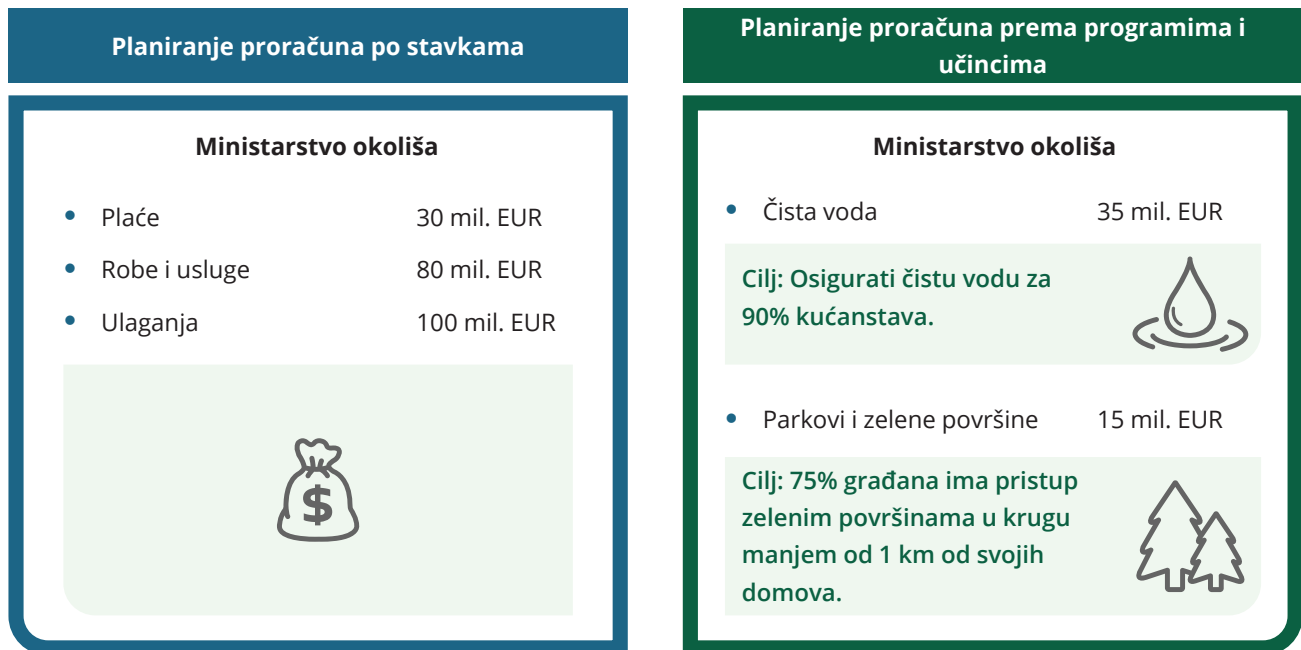 Planiranje proračuna po stavkama
Ministarstvo okoliša
• Plaće 30 mil. EUR
• Robe i usluge 80 mil. EUR
• Ulaganja 100 mil. EUR
$
Planiranje proračuna prema programima i
učincima
Ministarstvo okoliša
• Čista voda 35 mil. EUR
Cilj: Osigurati čistu vodu za
90% kućanstava.
• Parkovi i zelene površine 15 mil. EUR
Cilj: 75% građana ima pristup
zelenim površinama u krugu
manjem od 1 km od svojih
domova.